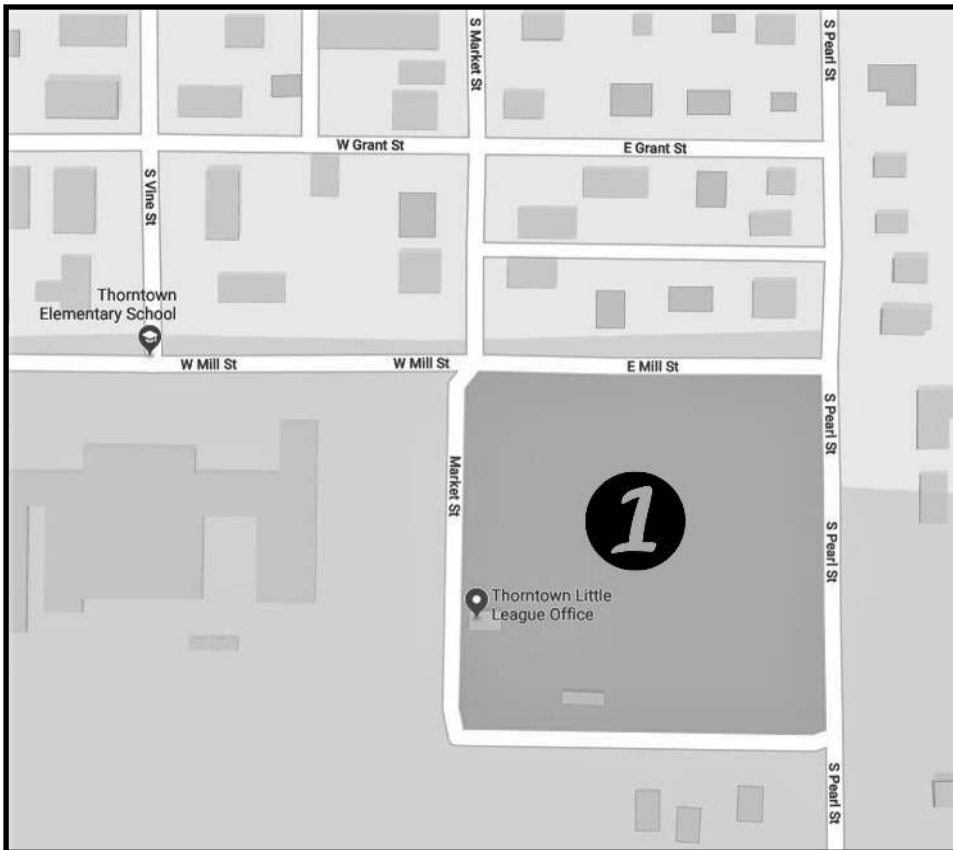 S Market St
S Pearl St
W Grant St
E Grant St
S Vine St
Thorntown
Elementary School
W Mill St
W Mill St
E Mill St
S Pearl St
Market St
1
S Pearl St
Thorntown Little
League Office
S Pearl St